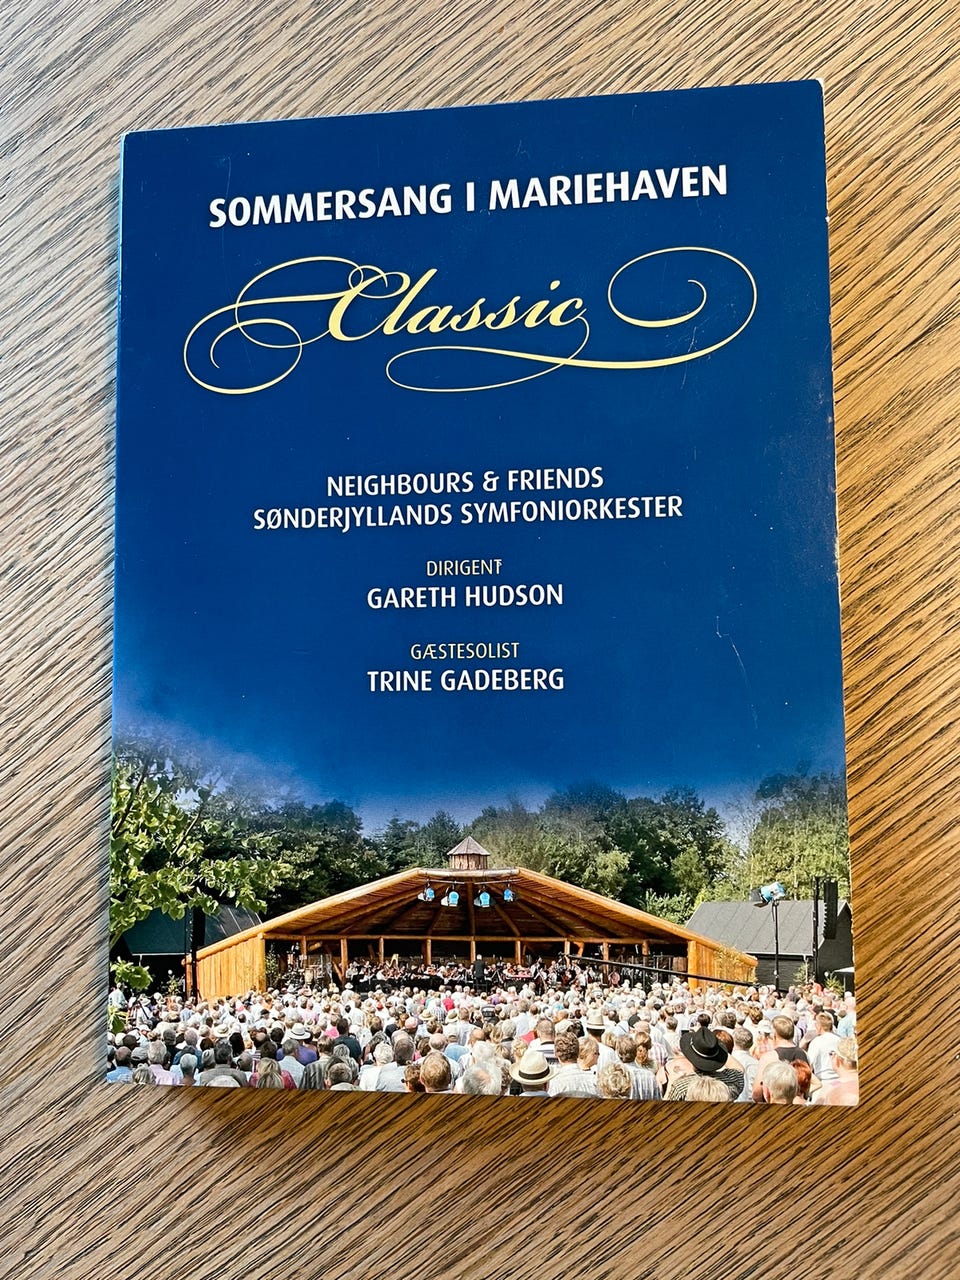 SOMMERSANG I MARIEHAVEN
Classic
NEIGHBOURS & FRIENDS
SØNDERJYLLANDS SYMFONIORKESTER
DIRIGENT
GARETH HUDSON
GÆSTESOLIST
TRINE GADEBERG